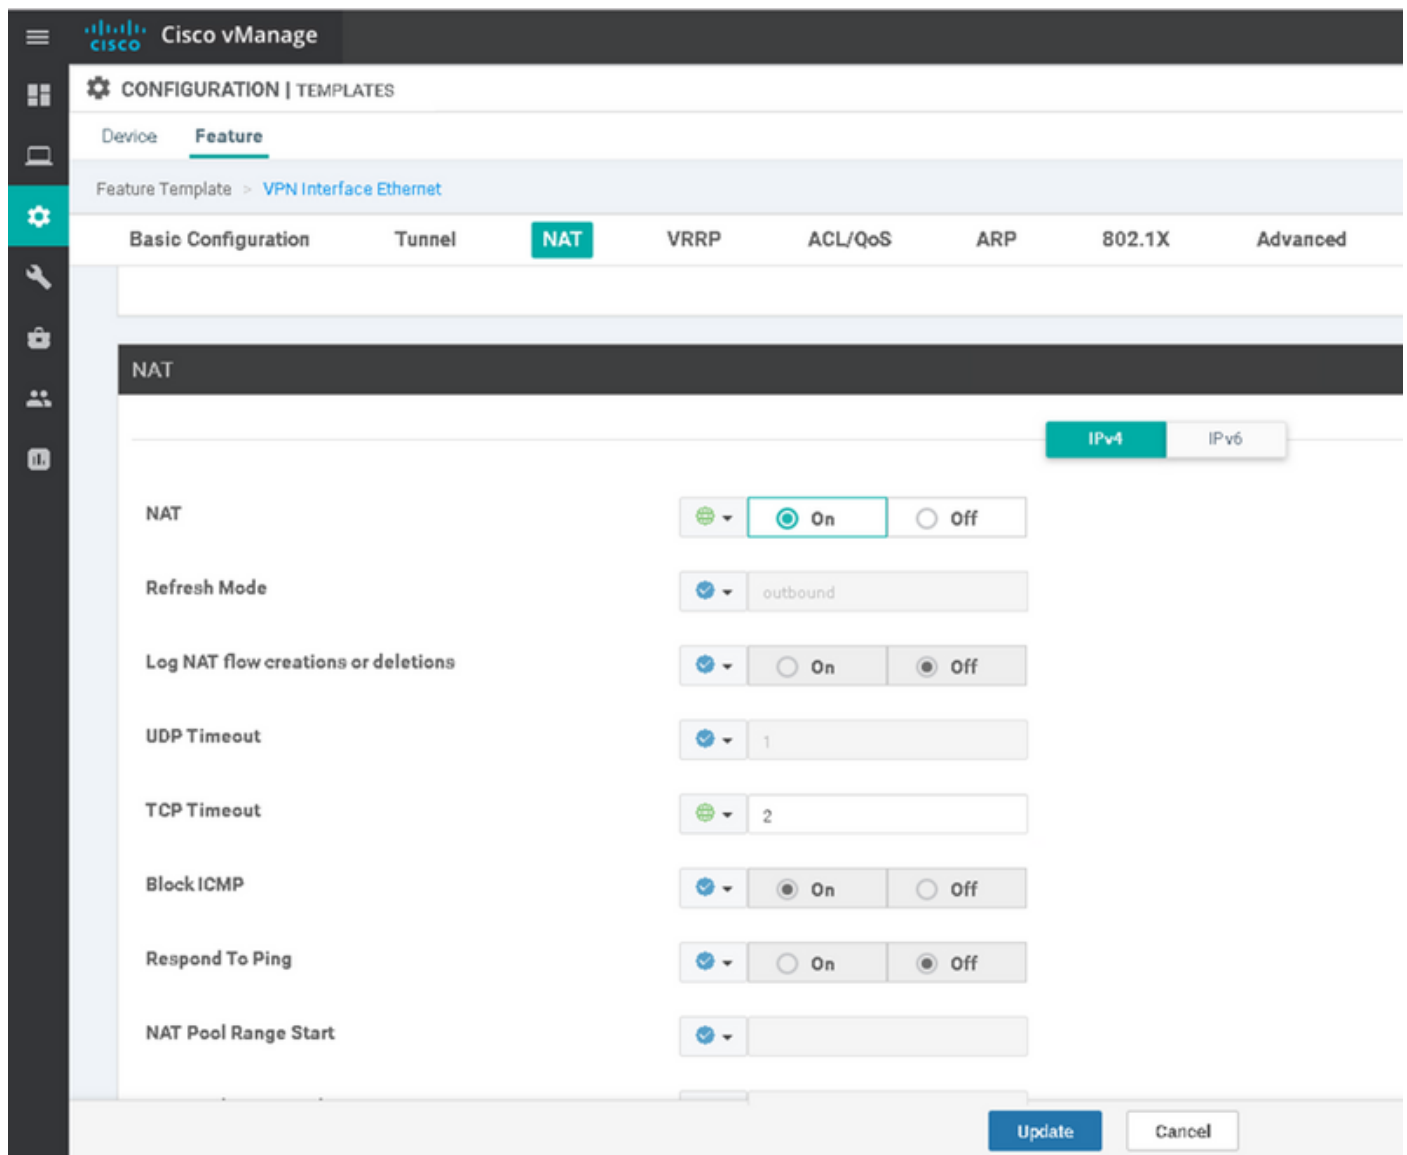 cisco Cisco vManage
CONFIGURATION | TEMPLATES
Device Feature
Feature Template > VPN Interface Ethernet
Basic Configuration Tunnel NAT VRRP ACL/QoS ARP 802.1X Advanced
NAT
IPv4 IPv6
NAT On Off
Refresh Mode outbound
Log NAT flow creations or deletions On Off
UDP Timeout 1
TCP Timeout 2
Block ICMP On Off
Respond To Ping On Off
NAT Pool Range Start
Update Cancel